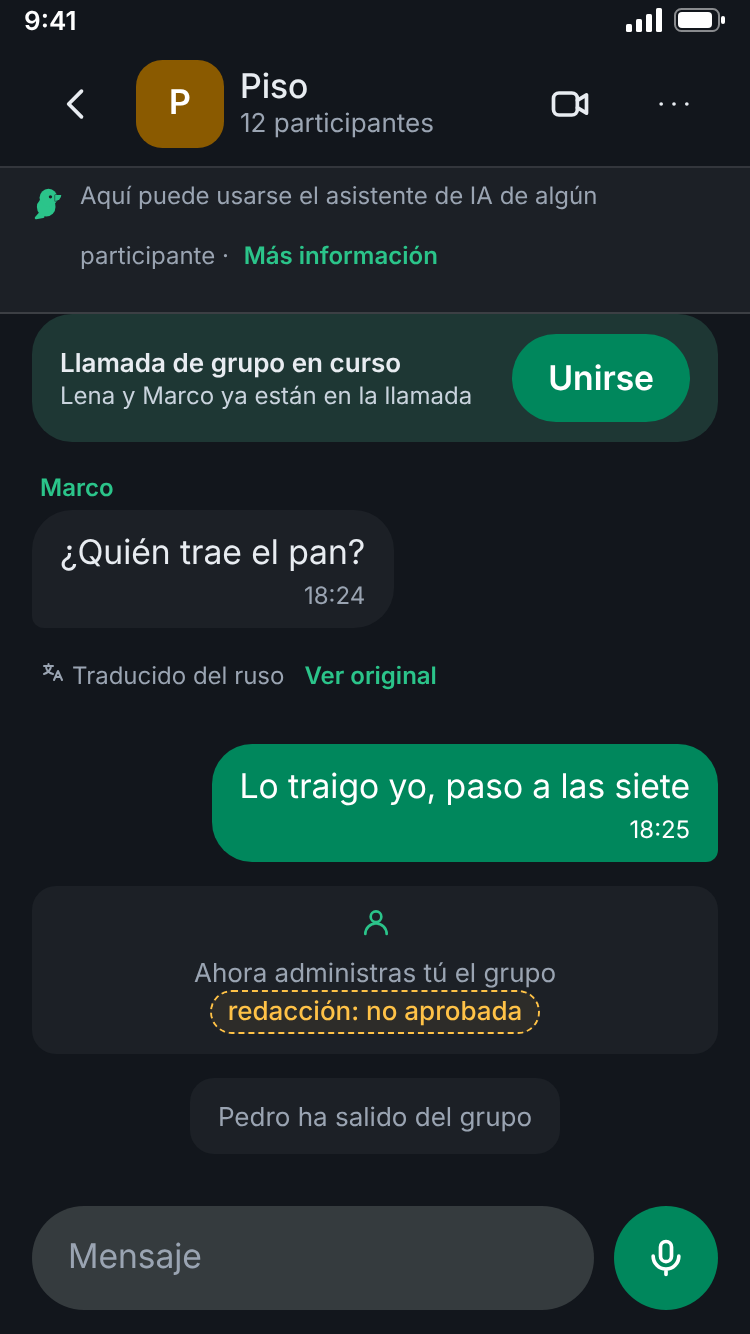 9:41
P
Piso
12 participantes
Aquí puede usarse el asistente de IA de algún
participante · Más información
Llamada de grupo en curso
Lena y Marco ya están en la llamada
Unirse
Marco
¿Quién trae el pan?
18:24
Traducido del ruso Ver original
Lo traigo yo, paso a las siete
18:25
Ahora administras tú el grupo
redacción: no aprobada
Pedro ha salido del grupo
Mensaje